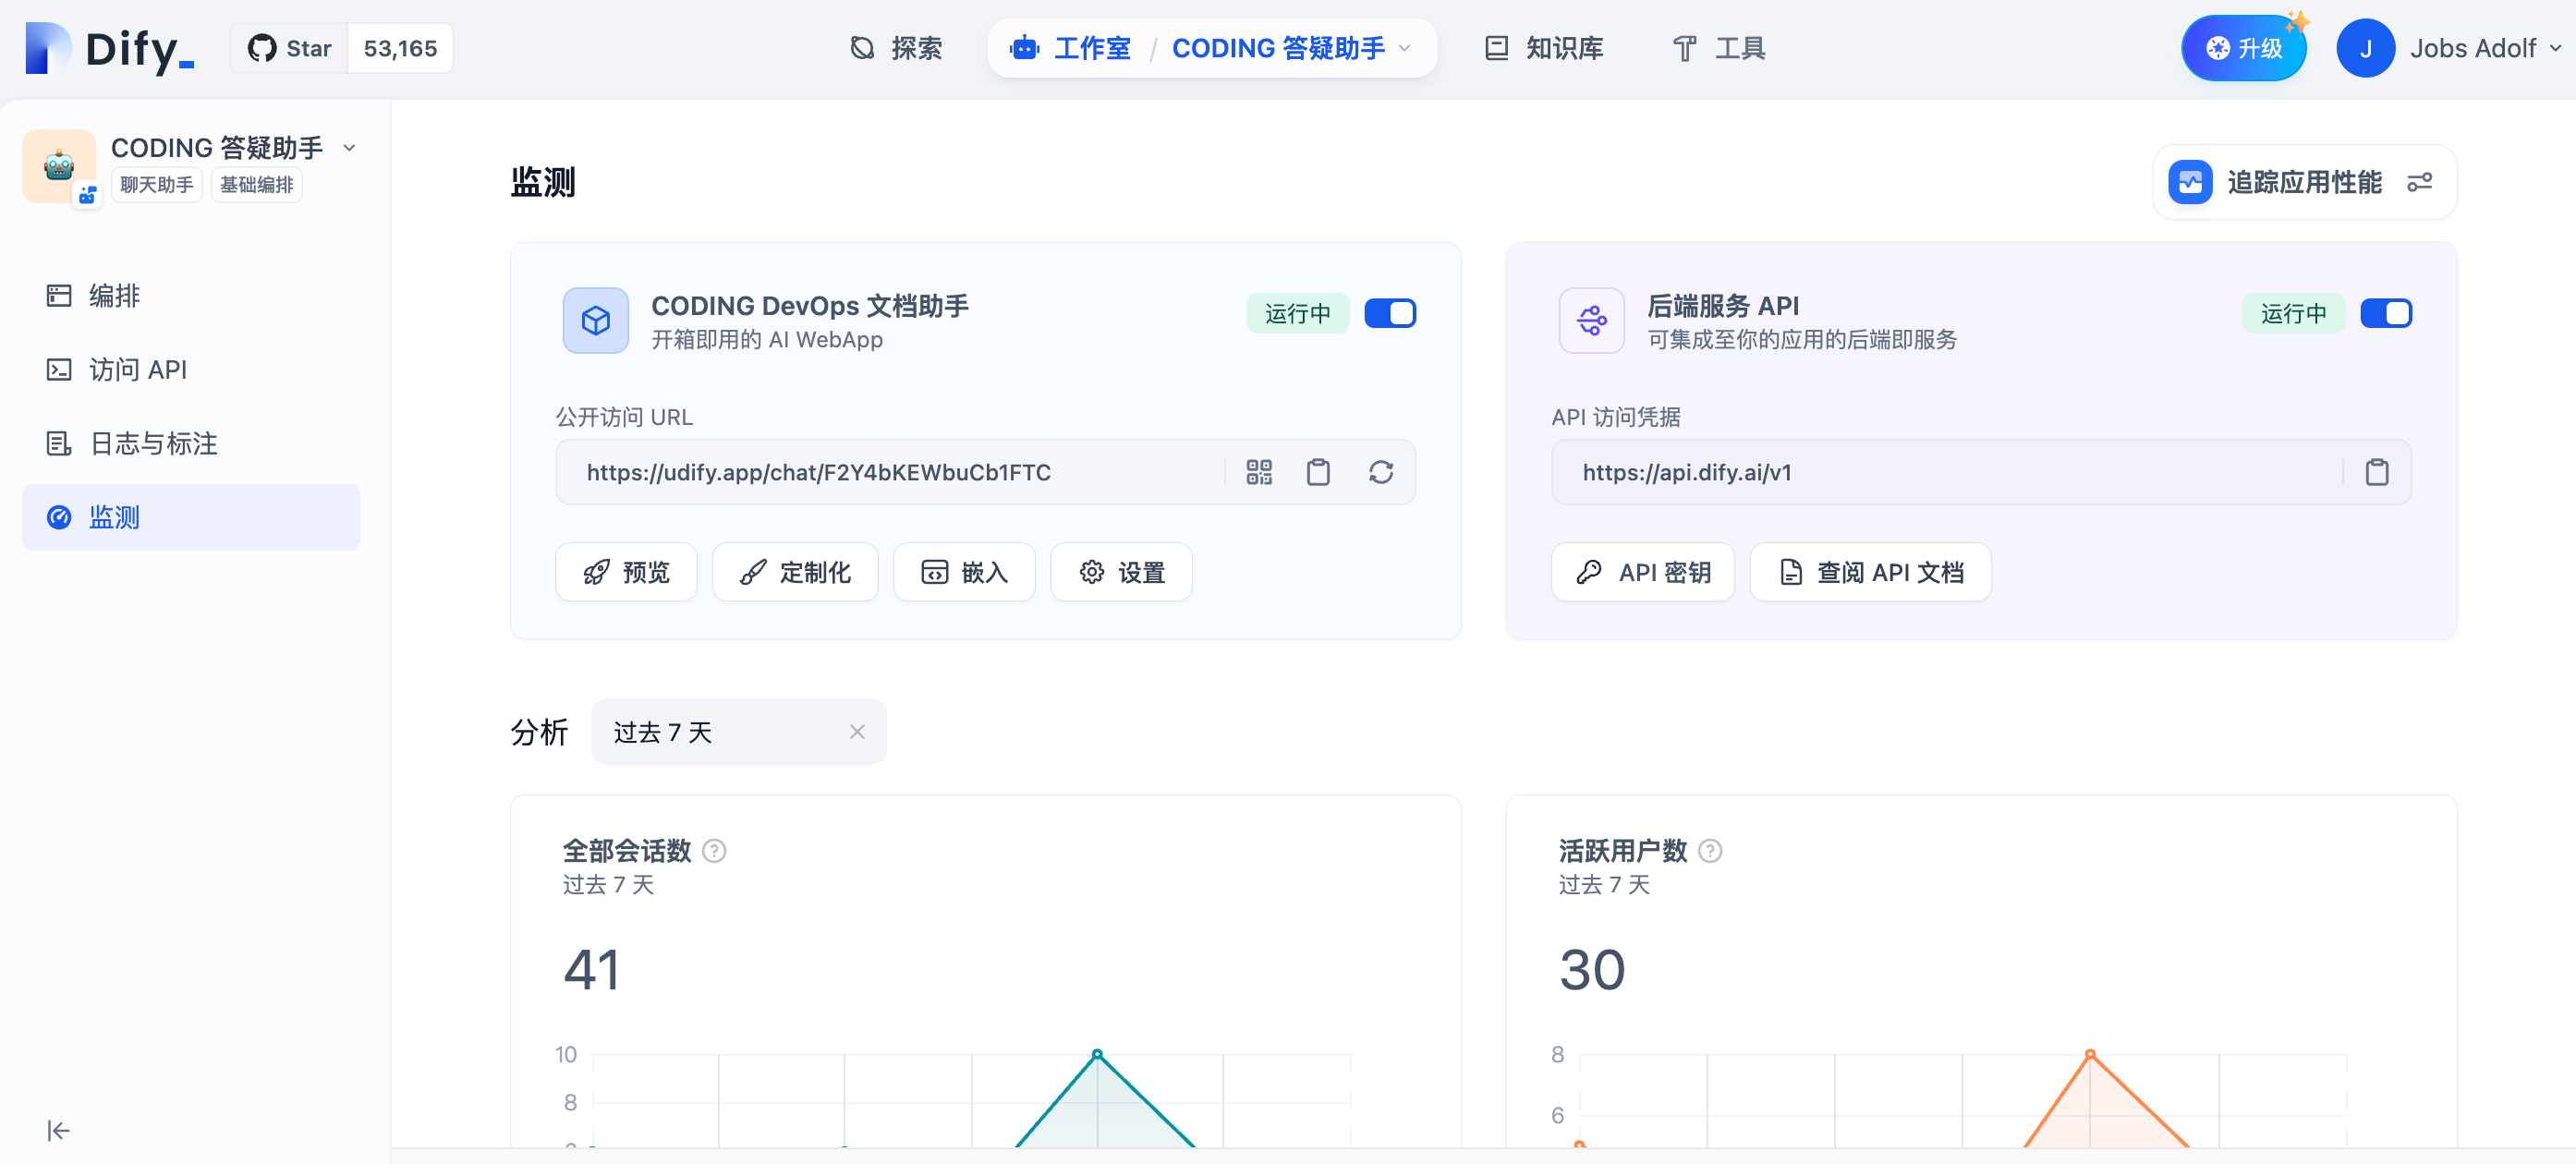 Dify_
Star 53,165
探索
工作室 / CODING 答疑助手
知识库
工具
升级
J Jobs Adolf
CODING 答疑助手
聊天助手 基础编排
编排
访问 API
日志与标注
监测
监测
追踪应用性能
CODING DevOps 文档助手
开箱即用的 AI WebApp
运行中
公开访问 URL
https://udify.app/chat/F2Y4bKEWbuCb1FTC
预览 定制化 嵌入 设置
后端服务 API
可集成至你的应用的后端即服务
运行中
API 访问凭据
https://api.dify.ai/v1
API 密钥 查阅 API 文档
分析 过去 7 天
全部会话数
过去 7 天
41
10
8
活跃用户数
过去 7 天
30
8
6